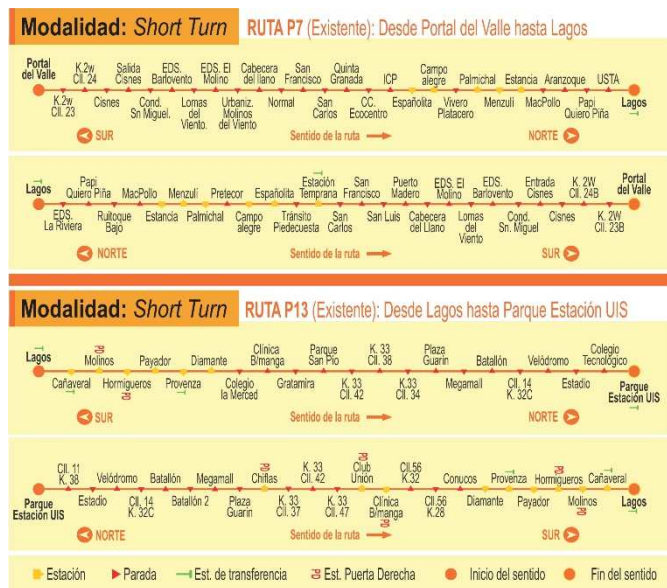 Modalidad: Short Turn RUTA P7 (Existente): Desde Portal del Valle hasta Lagos
Portal del Valle
K.2w Cll. 23
K.2w Cll. 24
Cisnes
Salida Cisnes
Cond. Sn Miguel.
EDS. Barlovento
Lomas del Viento.
EDS. El Molino
Urbaniz. Molinos del Viento
Cabecera del llano
Normal
San Francisco
San Carlos
Quinta Granada
CC. Ecocentro
ICP
Españolita
Campo alegre
Vivero Platacero
Palmichal
Menzulí
Estancia
MacPollo
Aranzoque
Papi Quiero Piña
USTA
Lagos
SUR Sentido de la ruta NORTE
Lagos
EDS. La Riviera
Papi Quiero Piña
Ruitoque Bajó
MacPollo
Estancia
Menzulí
Palmichal
Pretecor
Campo alegre
Españolita
Tránsito Piedecuesta
Estación Temprana
San Carlos
San Francisco
San Luis
Puerto Madero
Cabecera del Llano
EDS. El Molino
Lomas del Viento
EDS. Barlovento
Cond. Sn. Miguel
Entrada Cisnes
Cisnes
K. 2W Cll. 24B
K. 2W Cll. 23B
Portal del Valle
NORTE Sentido de la ruta SUR
Modalidad: Short Turn RUTA P13 (Existente): Desde Lagos hasta Parque Estación UIS
Lagos
Cañaveral
PD
Molinos
Hormigueros
PD
Payador
Provenza
Diamante
Colegio la Merced
Clínica B/manga
Gratamira
Parque San Pío
K. 33 Cll. 42
K. 33 Cll. 38
K. 33 Cll. 34
Plaza Guarín
Megamall
Batallón
Cll. 14 K. 32C
Velódromo
Estadio
Colegio Tecnológico
Parque Estación UIS
SUR Sentido de la ruta NORTE
Parque Estación UIS
Cll. 11 K. 38
Estadio
Velódromo
Cll. 14 K. 32C
Batallón
Batallón 2
Megamall
Plaza Guarín
PD
Chiflas
K. 33 Cll. 37
K. 33 Cll. 42
K. 33 Cll. 47
PD
Club Unión
Clínica B/manga
PD
Cll.56 K.32
Cll.56 K.28
Conucos
Diamante
Provenza
Payador
PD
Hormigueros
Molinos
PD
Cañaveral
Lagos
NORTE Sentido de la ruta SUR
Estación Parada Est. de transferencia PD Est. Puerta Derecha Inicio del sentido Fin del sentido